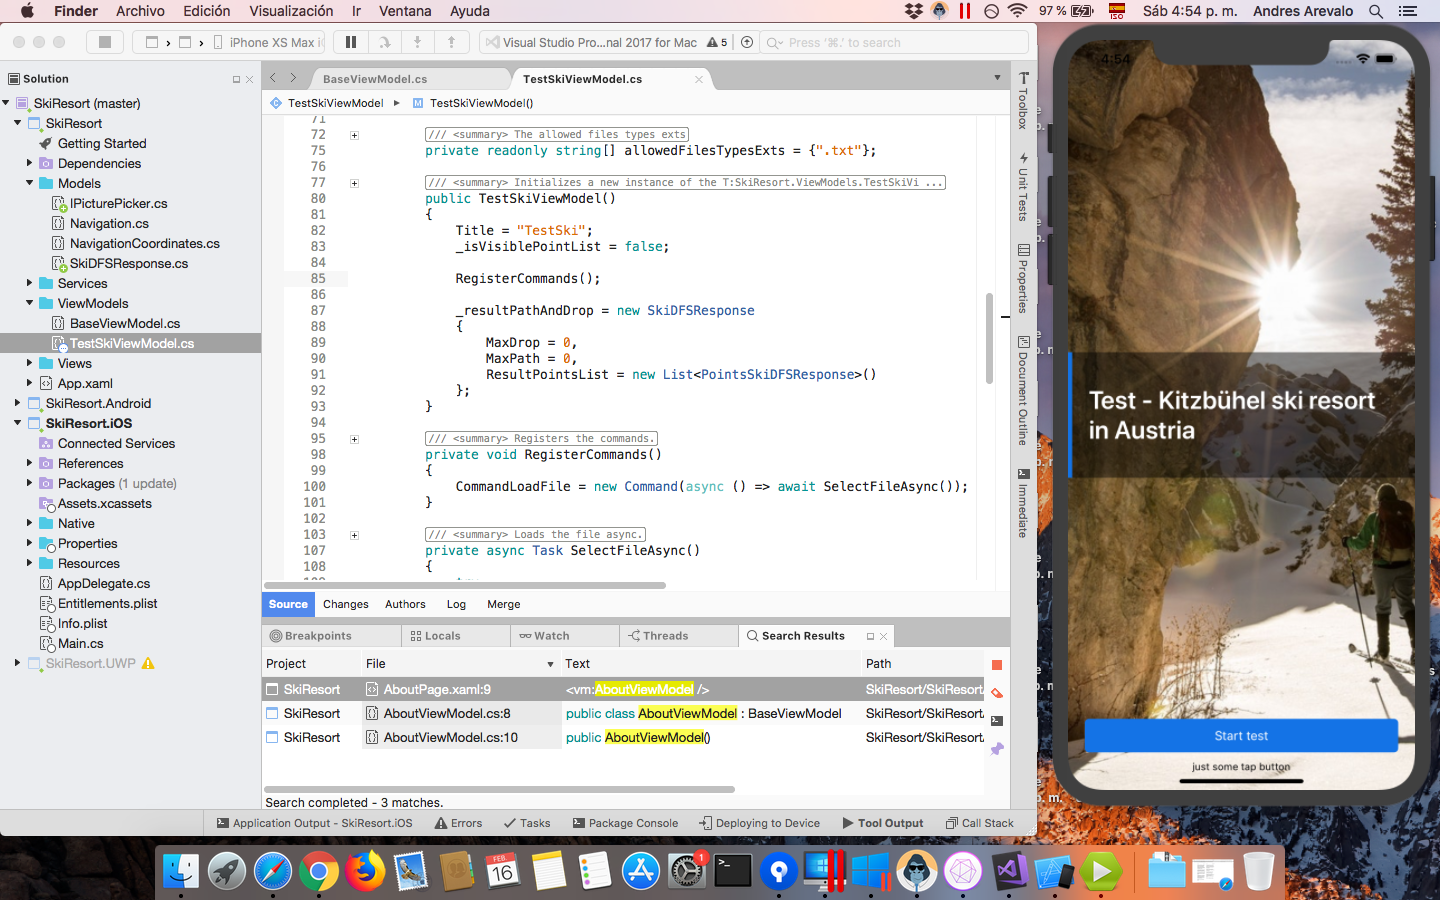 Finder Archivo Edición Visualización Ir Ventana Ayuda 97 % ISO Sáb 4:54 p. m. Andres Arevalo
iPhone XS Max i
Visual Studio Pro...nal 2017 for Mac 5
Press '⌘.' to search
Solution
SkiResort (master)
SkiResort
Getting Started
Dependencies
Models
IPicturePicker.cs
Navigation.cs
NavigationCoordinates.cs
SkiDFSResponse.cs
Services
ViewModels
BaseViewModel.cs
TestSkiViewModel.cs
Views
App.xaml
SkiResort.Android
SkiResort.iOS
Connected Services
References
Packages (1 update)
Assets.xcassets
Native
Properties
Resources
AppDelegate.cs
Entitlements.plist
Info.plist
Main.cs
SkiResort.UWP
BaseViewModel.cs TestSkiViewModel.cs
TestSkiViewModel TestSkiViewModel()
71
72 /// <summary> The allowed files types exts
75 private readonly string[] allowedFilesTypesExts = {".txt"};
76
77 /// <summary> Initializes a new instance of the T:SkiResort.ViewModels.TestSkiVi ...
80 public TestSkiViewModel()
81 {
82 Title = "TestSki";
83 _isVisiblePointList = false;
84
85 RegisterCommands();
86
87 _resultPathAndDrop = new SkiDFSResponse
88 {
89 MaxDrop = 0,
90 MaxPath = 0,
91 ResultPointsList = new List<PointsSkiDFSResponse>()
92 };
93 }
94
95 /// <summary> Registers the commands.
98 private void RegisterCommands()
99 {
100 CommandLoadFile = new Command(async () => await SelectFileAsync());
101 }
102
103 /// <summary> Loads the file async.
107 private async Task SelectFileAsync()
108 {
Source Changes Authors Log Merge
Breakpoints Locals Watch Threads Search Results
Project File Text Path
SkiResort AboutPage.xaml:9 <vm:AboutViewModel /> SkiResort/SkiResort/
SkiResort AboutViewModel.cs:8 public class AboutViewModel : BaseViewModel SkiResort/SkiResort/
SkiResort AboutViewModel.cs:10 public AboutViewModel() SkiResort/SkiResort/
Search completed - 3 matches.
Application Output - SkiResort.iOS Errors Tasks Package Console Deploying to Device Tool Output Call Stack
Toolbox
Unit Tests
Properties
Document Outline
Immediate
4:54
Test - Kitzbühel ski resort
in Austria
Start test
just some tap button
FEB.
16
1